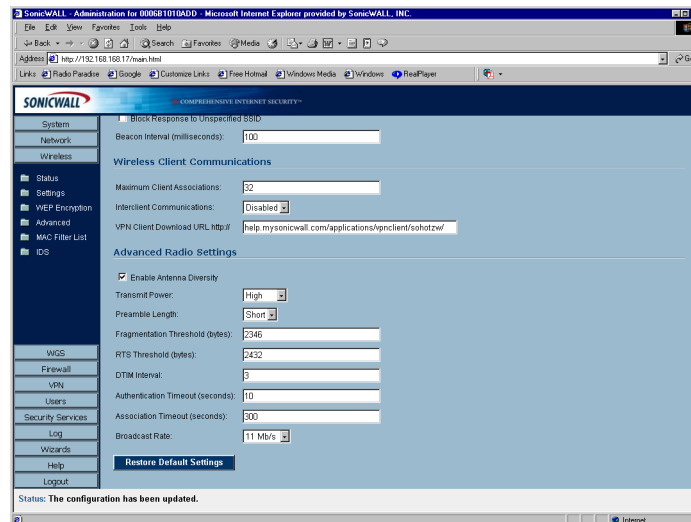 SonicWALL - Administration for 0006B1010ADD - Microsoft Internet Explorer provided by SonicWALL, INC.
File Edit View Favorites Tools Help
Back Search Favorites Media
Address http://192.168.168.17/main.html
Links Radio Paradise Google Customize Links Free Hotmail Windows Media Windows RealPlayer
SONICWALL COMPREHENSIVE INTERNET SECURITY™
System
Network
Wireless
Status
Settings
WEP Encryption
Advanced
MAC Filter List
IDS
WGS
Firewall
VPN
Users
Security Services
Log
Wizards
Help
Logout
Block Response to Unspecified SSID
Beacon Interval (milliseconds): 100
Wireless Client Communications
Maximum Client Associations: 32
Interclient Communications: Disabled
VPN Client Download URL http:// help.mysonicwall.com/applications/vpnclient/sohotzw/
Advanced Radio Settings
Enable Antenna Diversity
Transmit Power: High
Preamble Length: Short
Fragmentation Threshold (bytes): 2346
RTS Threshold (bytes): 2432
DTIM Interval: 3
Authentication Timeout (seconds): 10
Association Timeout (seconds): 300
Broadcast Rate: 11 Mb/s
Restore Default Settings
Status: The configuration has been updated.
Internet